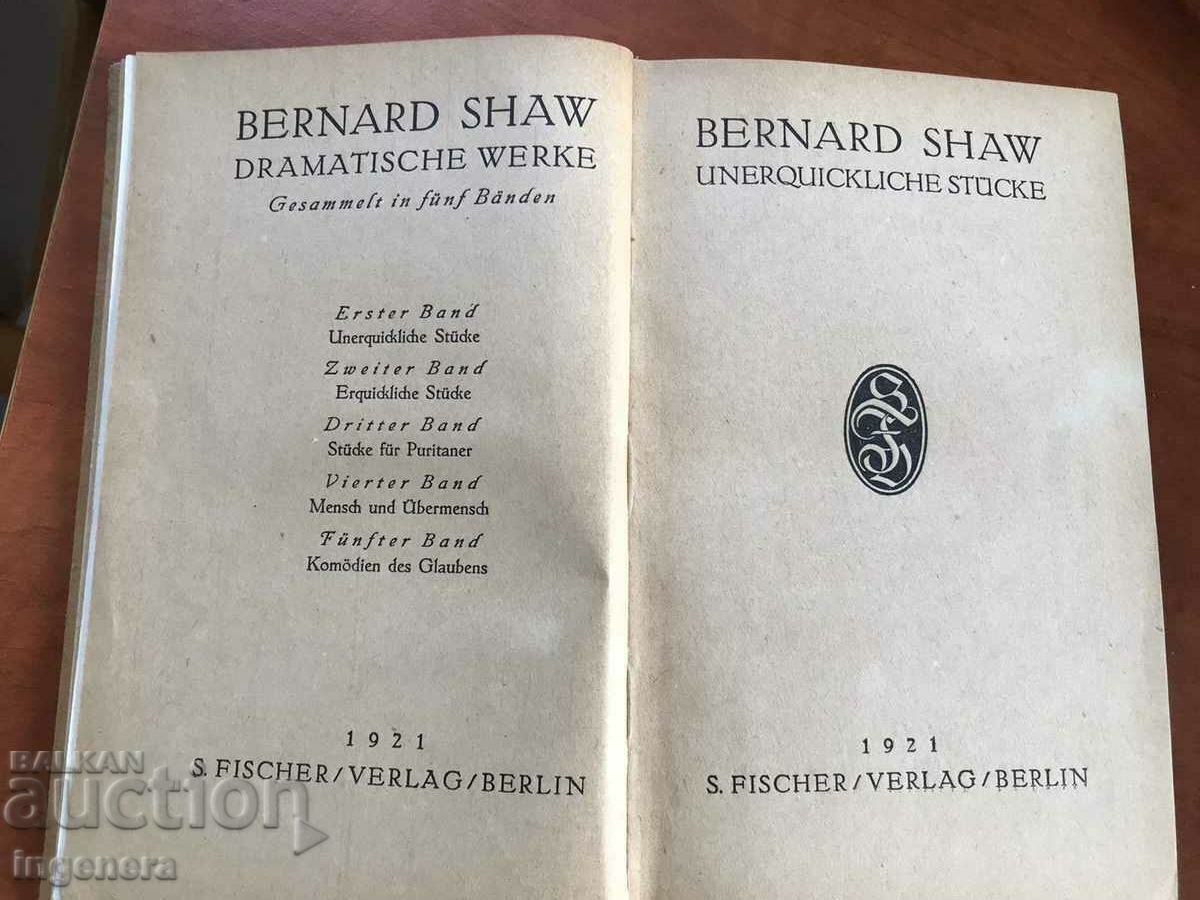 BERNARD SHAW
DRAMATISCHE WERKE
Gesammelt in fünf Bänden
Erster Band
Unerquickliche Stücke
Zweiter Band
Erquickliche Stücke
Dritter Band
Stücke für Puritaner
Vierter Band
Mensch und Übermensch
Fünfter Band
Komödien des Glaubens
1921
S. FISCHER/VERLAG/BERLIN
BERNARD SHAW
UNERQUICKLICHE STÜCKE
1921
S. FISCHER/VERLAG/BERLIN
BALKAN
auction
ingenera